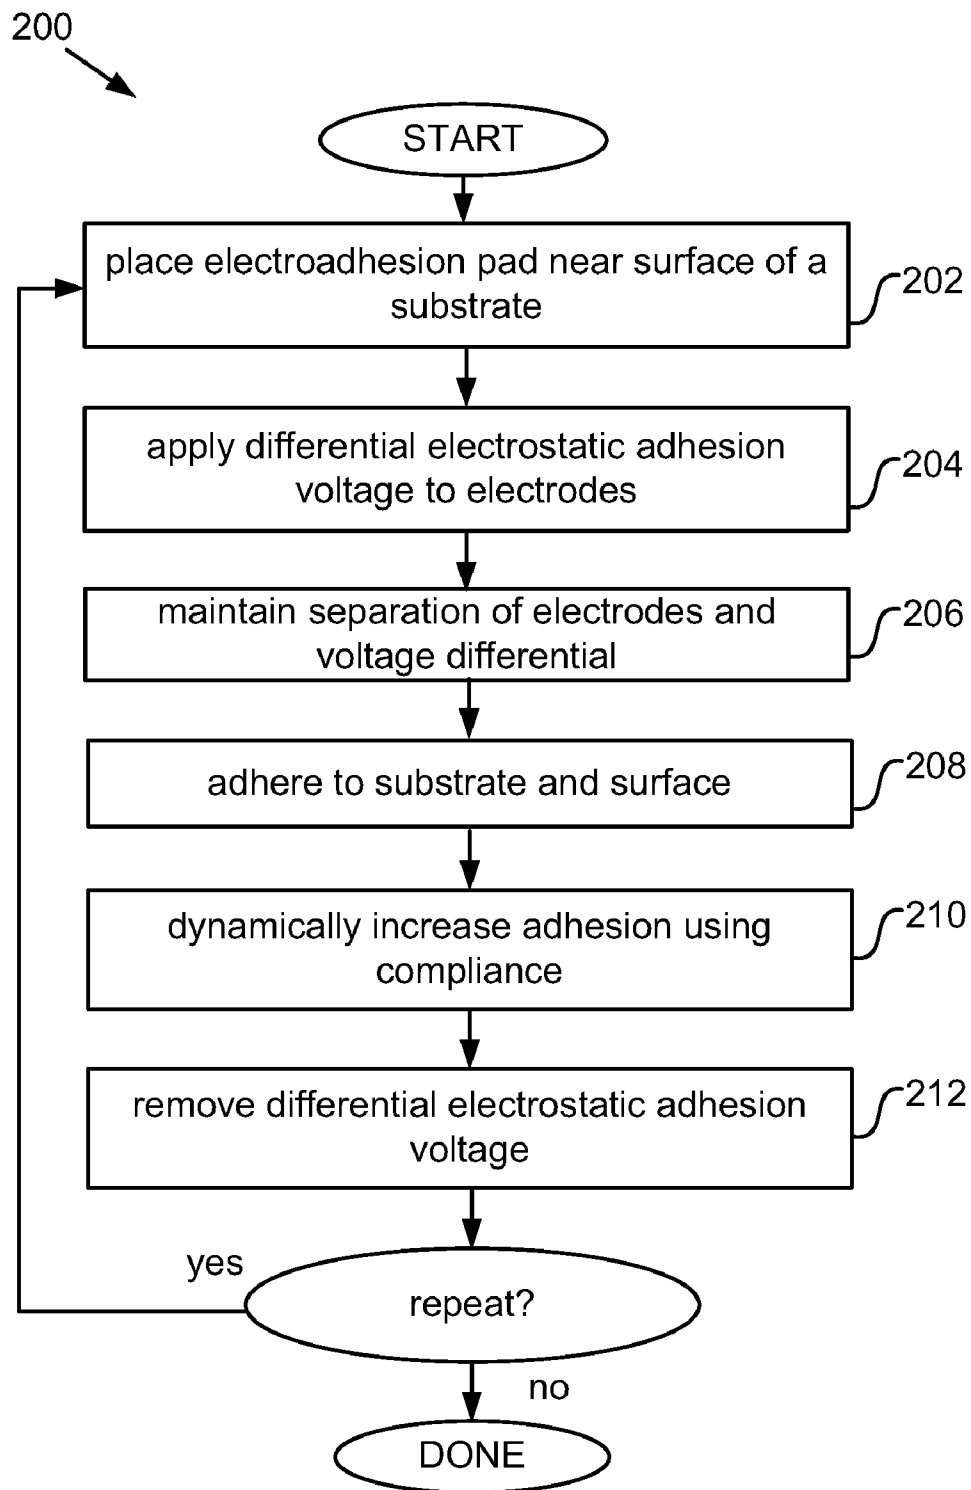 200
START
place electroadhesion pad near surface of a
substrate
202
apply differential electrostatic adhesion
voltage to electrodes
204
maintain separation of electrodes and
voltage differential
206
adhere to substrate and surface
208
dynamically increase adhesion using
compliance
210
remove differential electrostatic adhesion
voltage
212
yes
repeat?
no
DONE